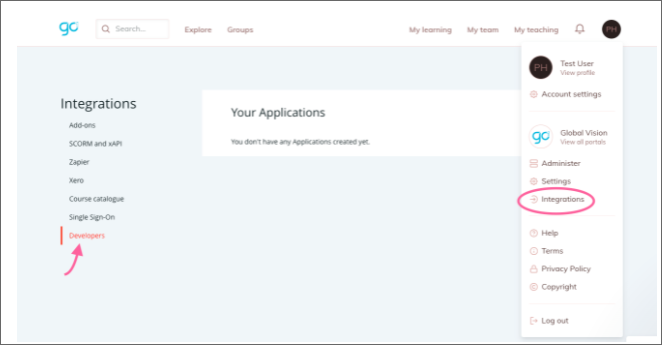 go
Search...
Explore
Groups
My learning
My team
My teaching
PH
Integrations
Add-ons
SCORM and xAPI
Zapier
Xero
Course catalogue
Single Sign-On
Developers
Your Applications
You don't have any Applications created yet.
PH
Test User
View profile
Account settings
go
Global Vision
View all portals
Administer
Settings
Integrations
Help
Terms
Privacy Policy
Copyright
Log out